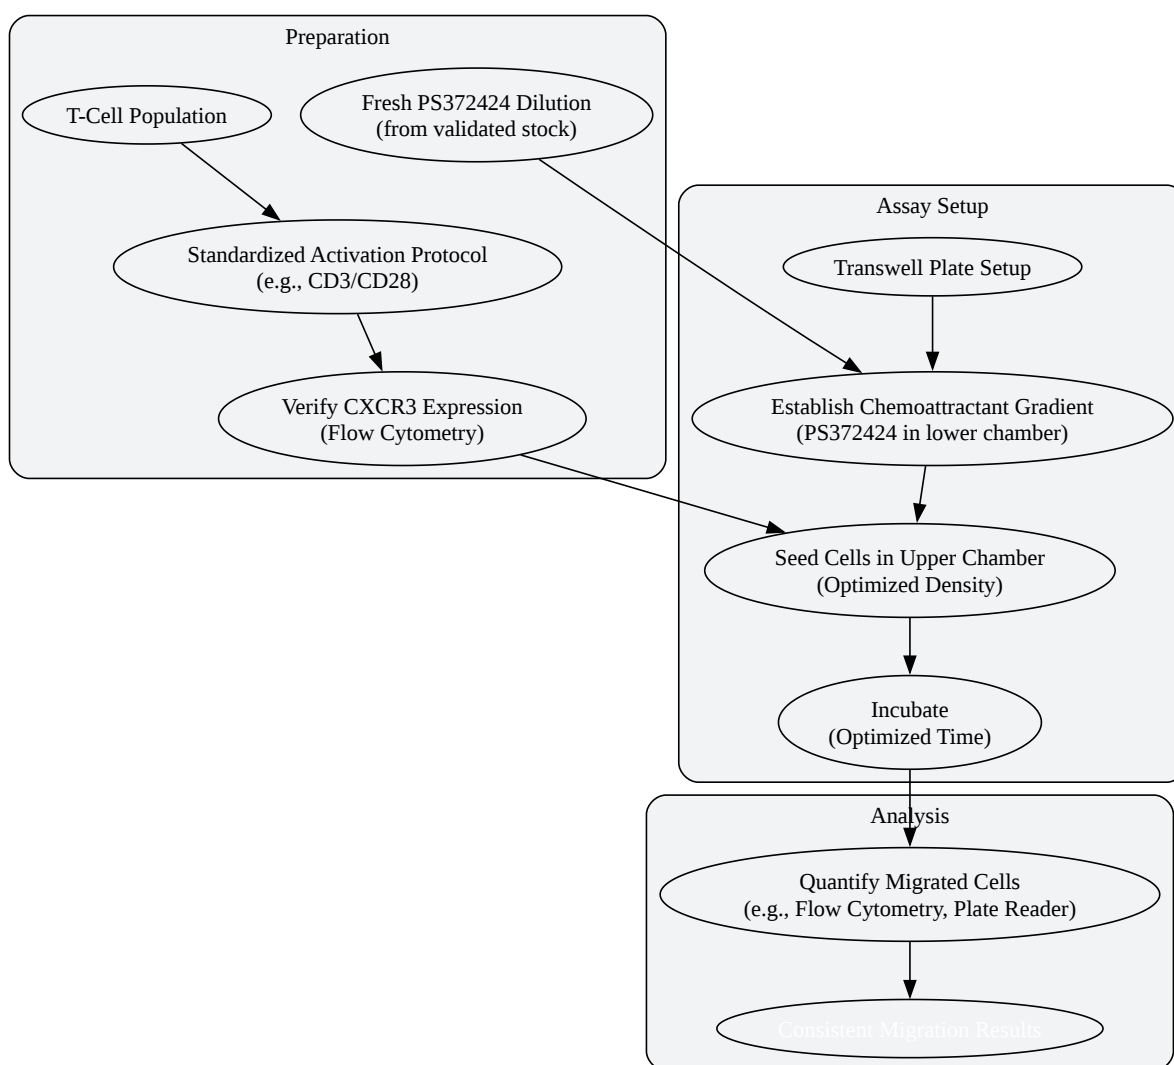 Preparation
T-Cell Population
Fresh PS372424 Dilution
(from validated stock)
Standardized Activation Protocol
(e.g., CD3/CD28)
Verify CXCR3 Expression
(Flow Cytometry)
Assay Setup
Transwell Plate Setup
Establish Chemoattractant Gradient
(PS372424 in lower chamber)
Seed Cells in Upper Chamber
(Optimized Density)
Incubate
(Optimized Time)
Analysis
Quantify Migrated Cells
(e.g., Flow Cytometry, Plate Reader)
Consistent Migration Results